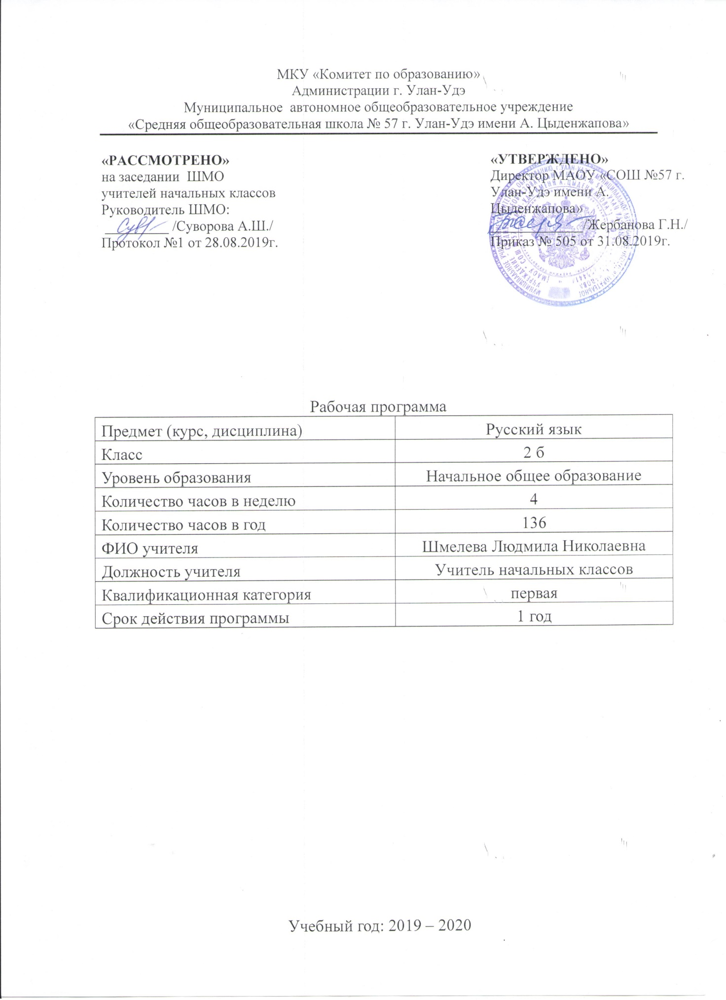 МКУ «Комитет по образованию»
Администрации г. Улан-Удэ
Муниципальное автономное общеобразовательное учреждение
«Средняя общеобразовательная школа № 57 г. Улан-Удэ имени А. Цыденжапова»
«РАССМОТРЕНО»
на заседании ШМО
учителей начальных классов
Руководитель ШМО:
_________ /Суворова А.Ш./
Протокол №1 от 28.08.2019г.
«УТВЕРЖДЕНО»
Директор МАОУ «СОШ №57 г.
Улан-Удэ имени А.
Цыденжапова»
/Жербанова Г.Н./
Приказ № 505 от 31.08.2019г.
Рабочая программа
Предмет (курс, дисциплина) Русский язык
Класс 2 б
Уровень образования Начальное общее образование
Количество часов в неделю 4
Количество часов в год 136
ФИО учителя Шмелева Людмила Николаевна
Должность учителя Учитель начальных классов
Квалификационная категория первая
Срок действия программы 1 год
Учебный год: 2019 – 2020